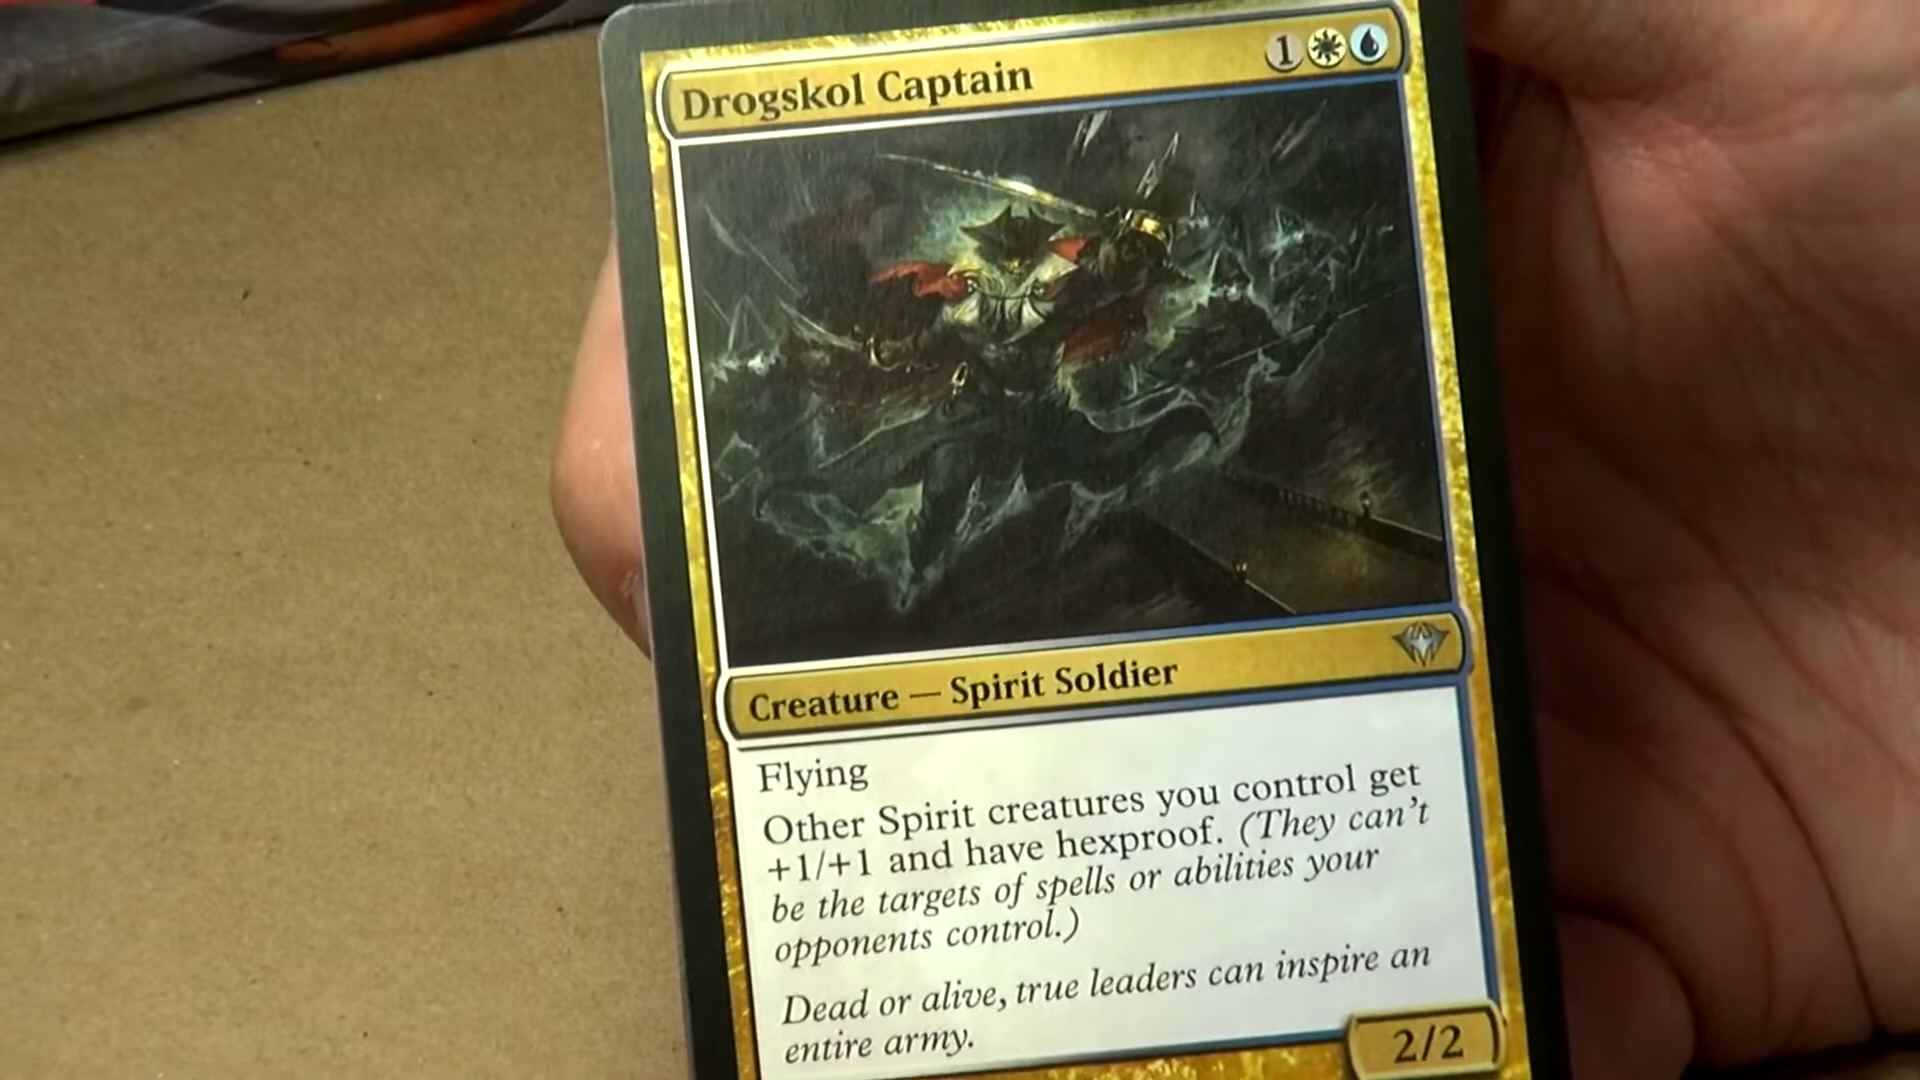 Drogskol Captain 1
Creature — Spirit Soldier
Flying
Other Spirit creatures you control get
+1/+1 and have hexproof. (They can't
be the targets of spells or abilities your
opponents control.)
Dead or alive, true leaders can inspire an
entire army.
2/2